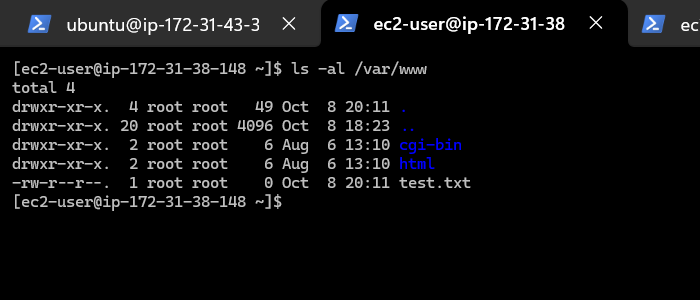 ubuntu@ip-172-31-43-3
ec2-user@ip-172-31-38
ec
[ec2-user@ip-172-31-38-148 ~]$ ls -al /var/www
total 4
drwxr-xr-x.  4 root root   49 Oct  8 20:11 .
drwxr-xr-x. 20 root root 4096 Oct  8 18:23 ..
drwxr-xr-x.  2 root root    6 Aug  6 13:10 cgi-bin
drwxr-xr-x.  2 root root    6 Aug  6 13:10 html
-rw-r--r--.  1 root root    0 Oct  8 20:11 test.txt
[ec2-user@ip-172-31-38-148 ~]$